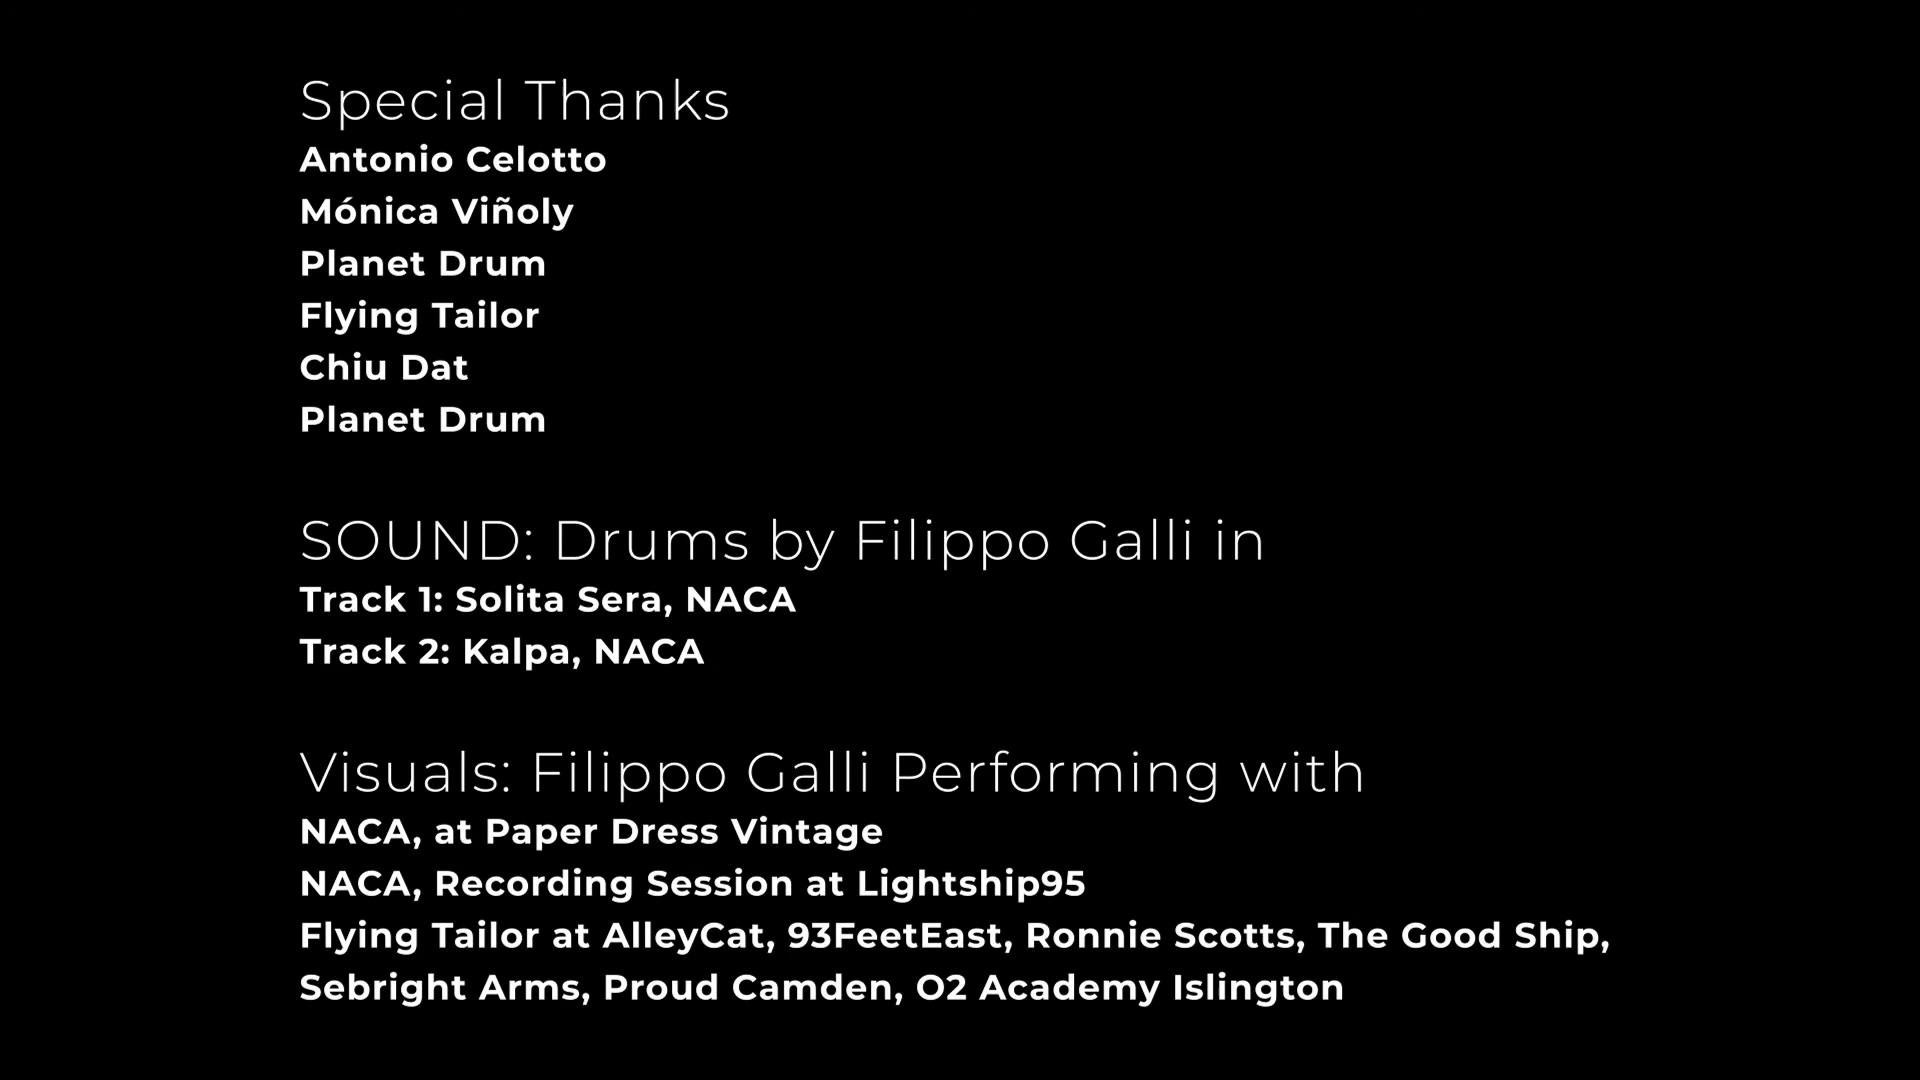 Special Thanks
Antonio Celotto
Mónica Viñoly
Planet Drum
Flying Tailor
Chiu Dat
Planet Drum
SOUND: Drums by Filippo Galli in
Track 1: Solita Sera, NACA
Track 2: Kalpa, NACA
Visuals: Filippo Galli Performing with
NACA, at Paper Dress Vintage
NACA, Recording Session at Lightship95
Flying Tailor at AlleyCat, 93FeetEast, Ronnie Scotts, The Good Ship,
Sebright Arms, Proud Camden, O2 Academy Islington